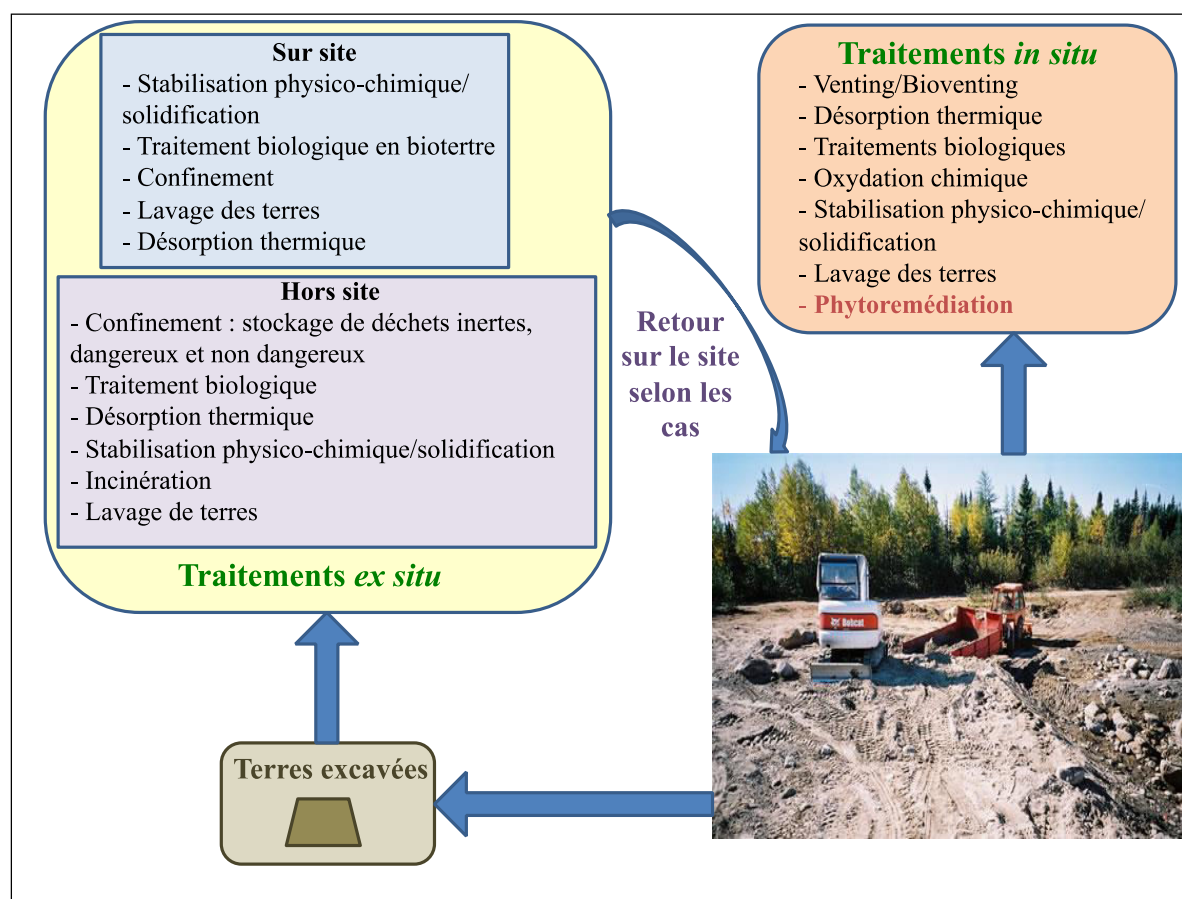 Sur site
- Stabilisation physico-chimique/
solidification
- Traitement biologique en biotertre
- Confinement
- Lavage des terres
- Désorption thermique
Hors site
- Confinement : stockage de déchets inertes,
dangereux et non dangereux
- Traitement biologique
- Désorption thermique
- Stabilisation physico-chimique/solidification
- Incinération
- Lavage de terres
Traitements ex situ
Traitements in situ
- Venting/Bioventing
- Désorption thermique
- Traitements biologiques
- Oxydation chimique
- Stabilisation physico-chimique/
solidification
- Lavage des terres
- Phytoremédiation
Retour
sur le site
selon les
cas
Terres excavées
Bobcat